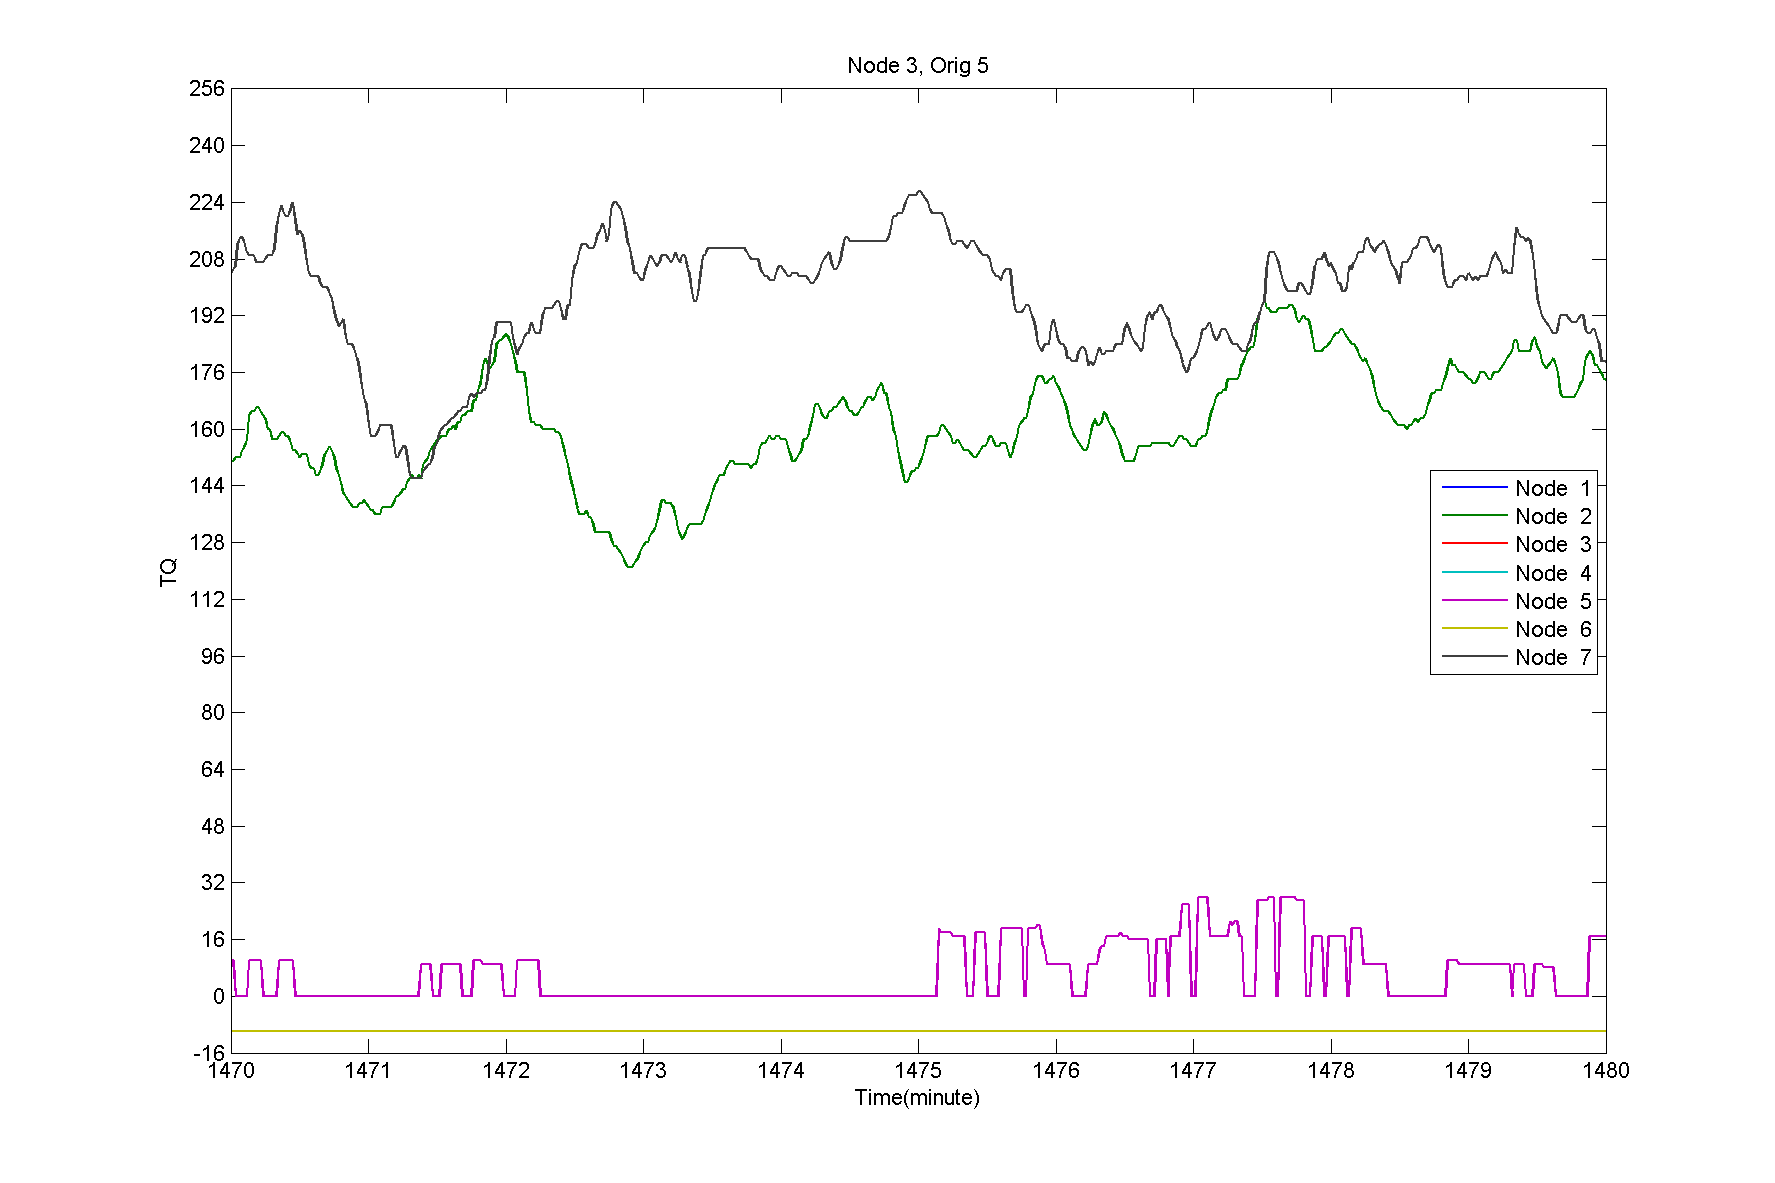 Node 3, Orig 5
256
240
224
208
192
176
160
144
128
112
96
80
64
48
32
16
0
-16
TQ
Node 1
Node 2
Node 3
Node 4
Node 5
Node 6
Node 7
1470 1471 1472 1473 1474 1475 1476 1477 1478 1479 1480
Time(minute)